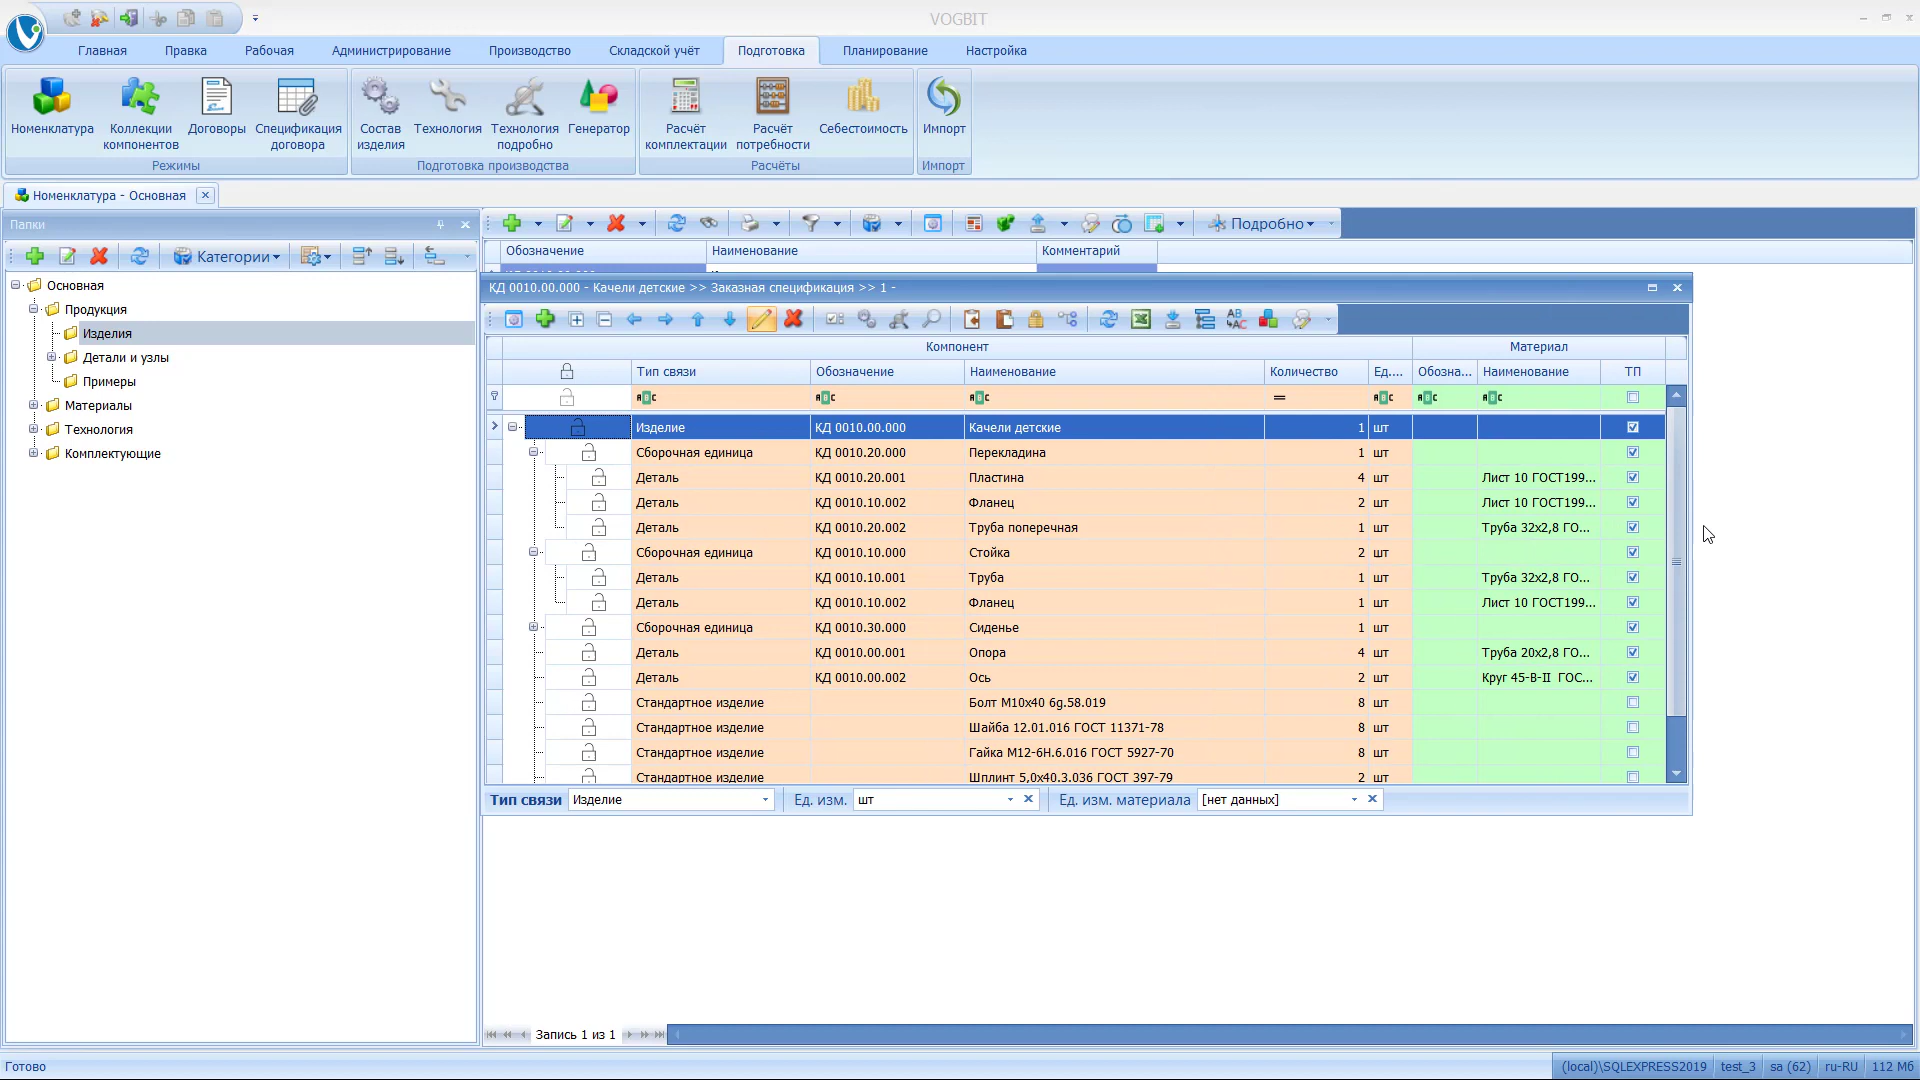 VOGBIT
Главная Правка Рабочая Администрирование Производство Складской учёт Подготовка Планирование Настройка
Номенклатура Коллекции компонентов Договоры Спецификация договора Состав изделия Технология Технология подробно Генератор Расчёт комплектации Расчёт потребности Себестоимость Импорт
Режимы Подготовка производства Расчёты Импорт
Номенклатура - Основная
Папки
Категории
Основная
Продукция
Изделия
Детали и узлы
Примеры
Материалы
Технология
Комплектующие
Подробно
Обозначение Наименование Комментарий
КД 0010.00.000 - Качели детские >> Заказная спецификация >> 1 -
Компонент Материал
Тип связи Обозначение Наименование Количество Ед.... Обозна... Наименование ТП
Изделие КД 0010.00.000 Качели детские 1 шт
Сборочная единица КД 0010.20.000 Перекладина 1 шт
Деталь КД 0010.20.001 Пластина 4 шт Лист 10 ГОСТ199...
Деталь КД 0010.10.002 Фланец 2 шт Лист 10 ГОСТ199...
Деталь КД 0010.20.002 Труба поперечная 1 шт Труба 32х2,8 ГО...
Сборочная единица КД 0010.10.000 Стойка 2 шт
Деталь КД 0010.10.001 Труба 1 шт Труба 32х2,8 ГО...
Деталь КД 0010.10.002 Фланец 1 шт Лист 10 ГОСТ199...
Сборочная единица КД 0010.30.000 Сиденье 1 шт
Деталь КД 0010.00.001 Опора 4 шт Труба 20х2,8 ГО...
Деталь КД 0010.00.002 Ось 2 шт Круг 45-В-II ГОС...
Стандартное изделие Болт М10х40 6g.58.019 8 шт
Стандартное изделие Шайба 12.01.016 ГОСТ 11371-78 8 шт
Стандартное изделие Гайка М12-6Н.6.016 ГОСТ 5927-70 8 шт
Стандартное изделие Шплинт 5,0х40.3.036 ГОСТ 397-79 2 шт
Тип связи Изделие Ед. изм. шт Ед. изм. материала [нет данных]
Запись 1 из 1
Готово (local)\SQLEXPRESS2019 test_3 sa (62) ru-RU 112 Мб